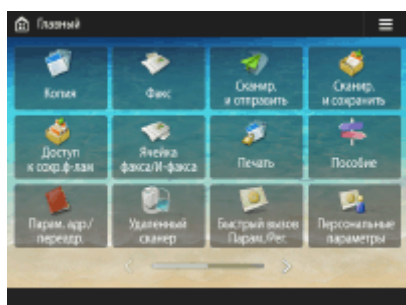 Главный
Копия
Факс
Сканир.
и отправить
Сканир.
и сохранить
Доступ
к сохр.ф-лам
Ячейка
факса/И-факса
Печать
Пособие
Парам. адр./
переадр.
Удаленный
сканер
Быстрый вызов
Парам./Рег.
Персональные
параметры